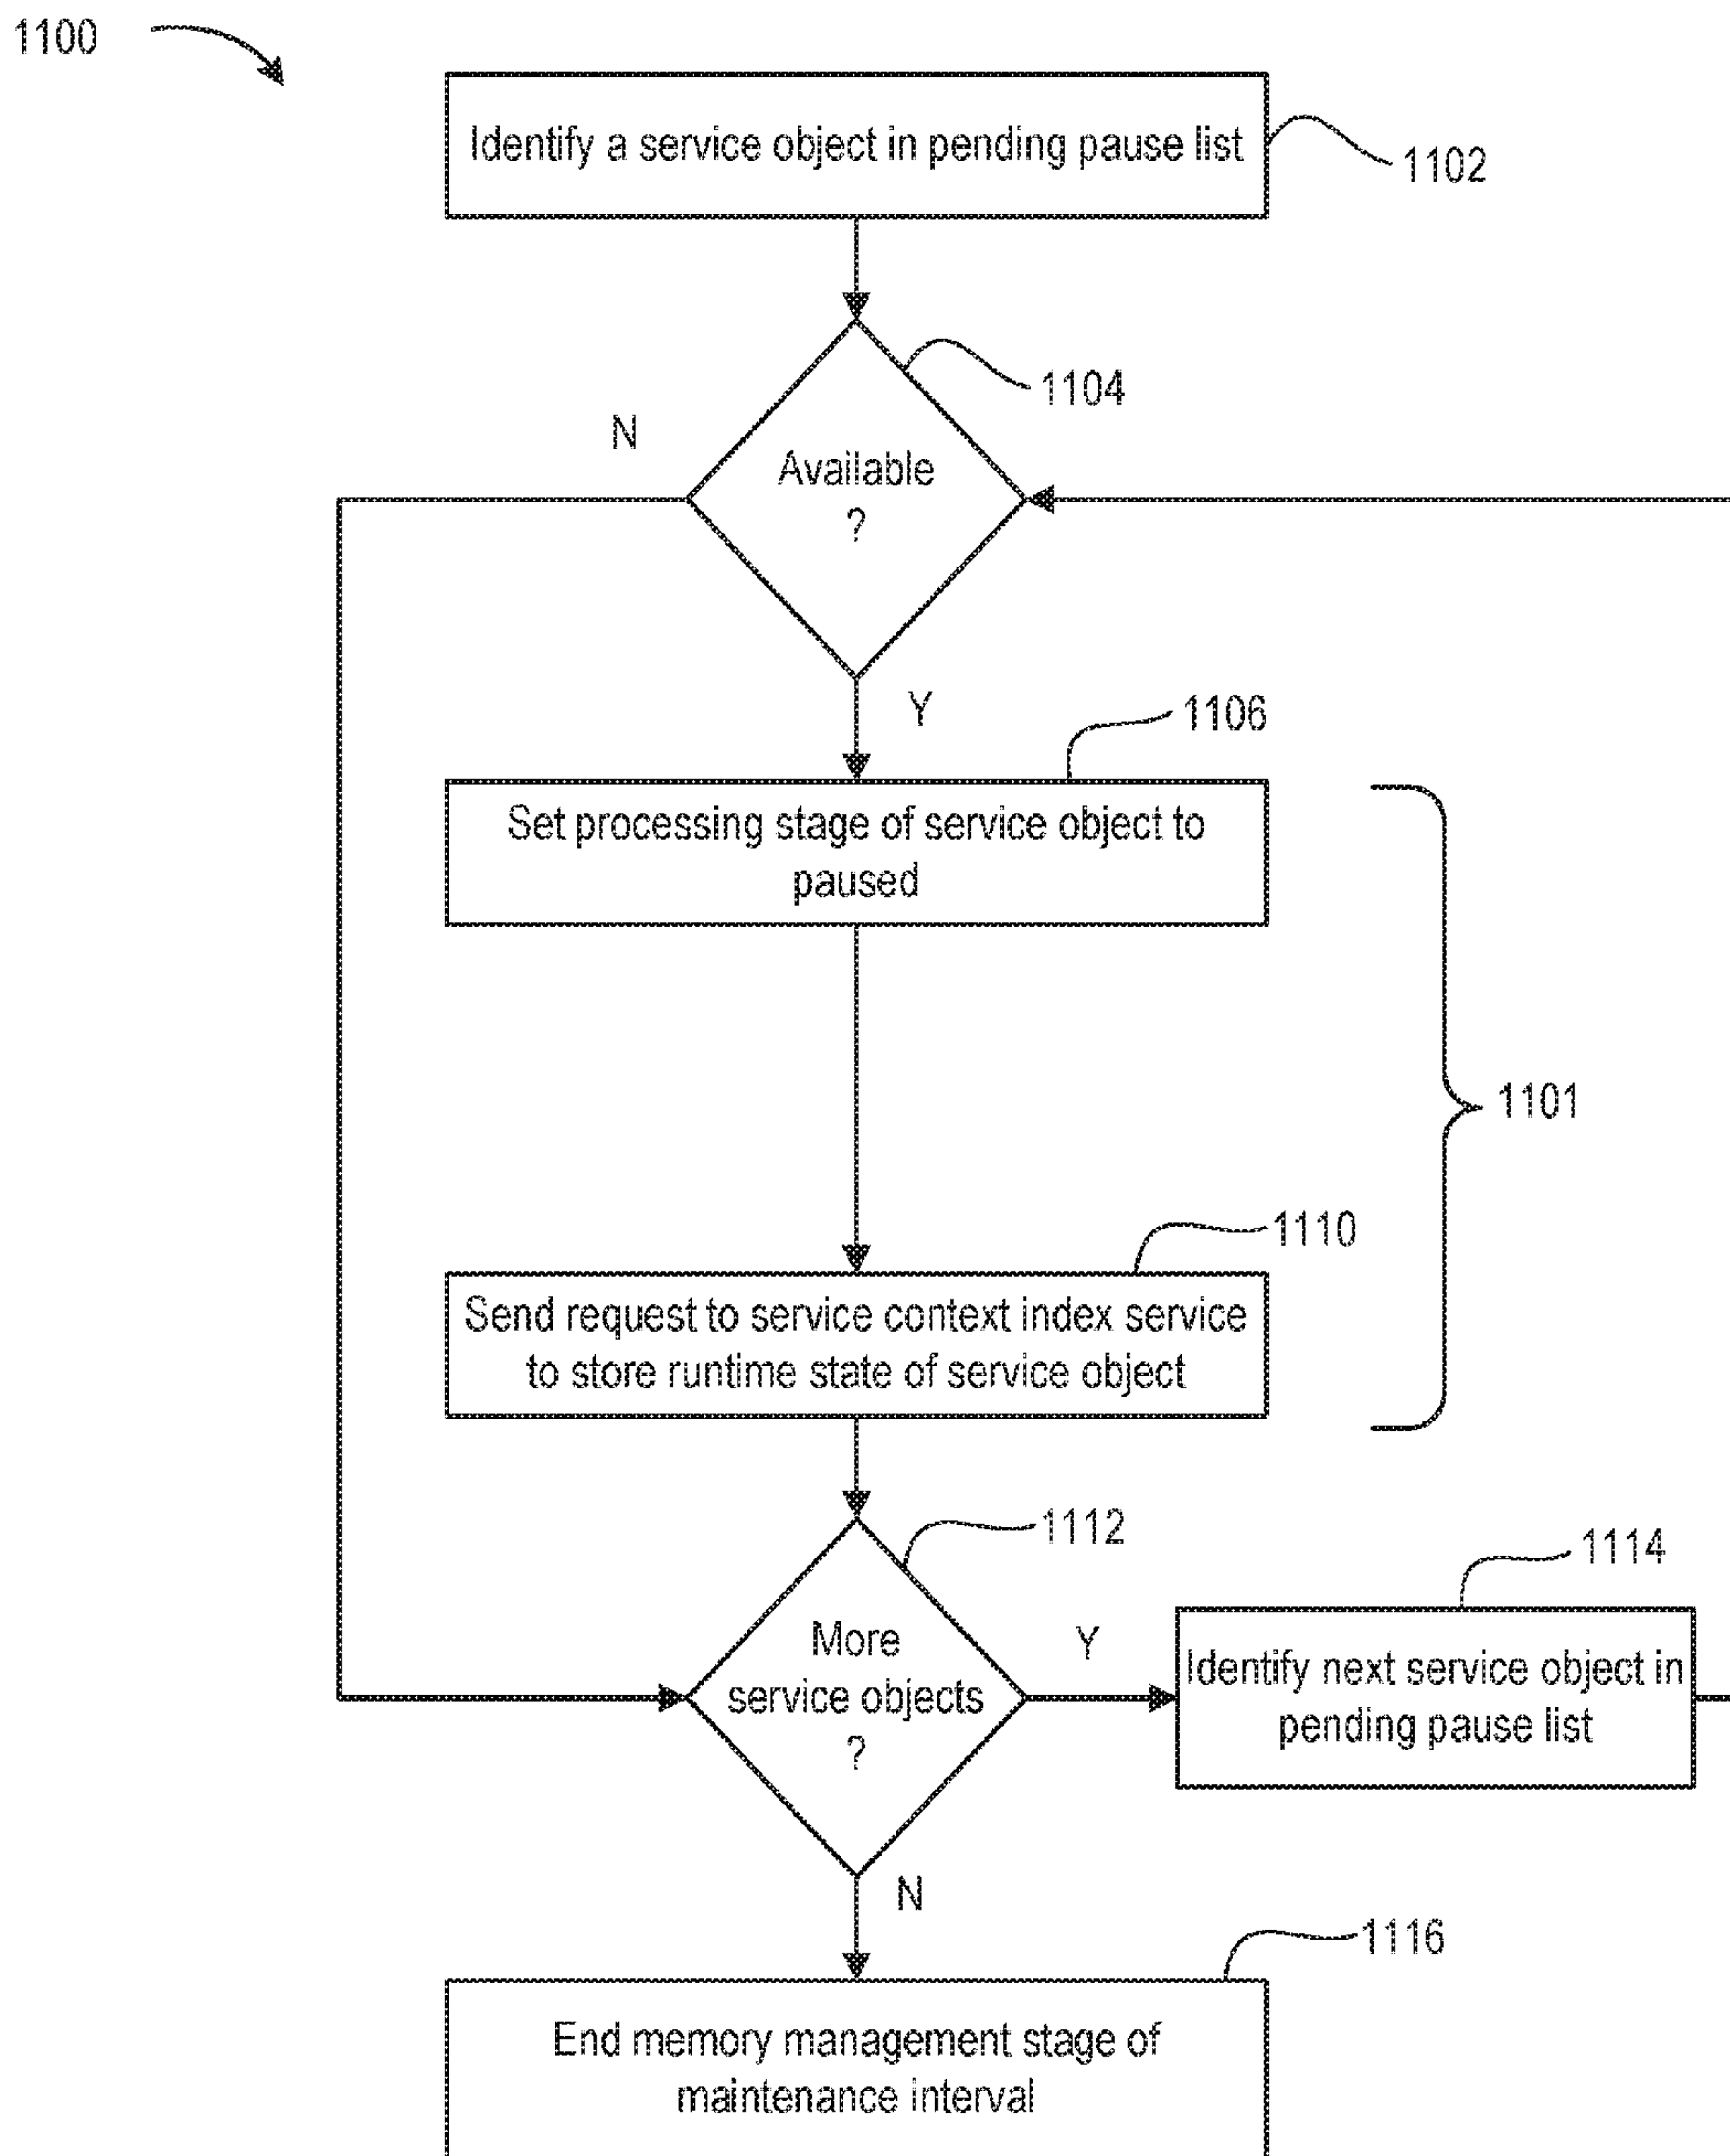 1100
Identify a service object in pending pause list
1102
1104
N
Available
?
Y
1106
Set processing stage of service object to
paused
1101
1110
Send request to service context index service
to store runtime state of service object
1112
1114
More
service objects
?
Y
Identify next service object in
pending pause list
N
1116
End memory management stage of
maintenance interval